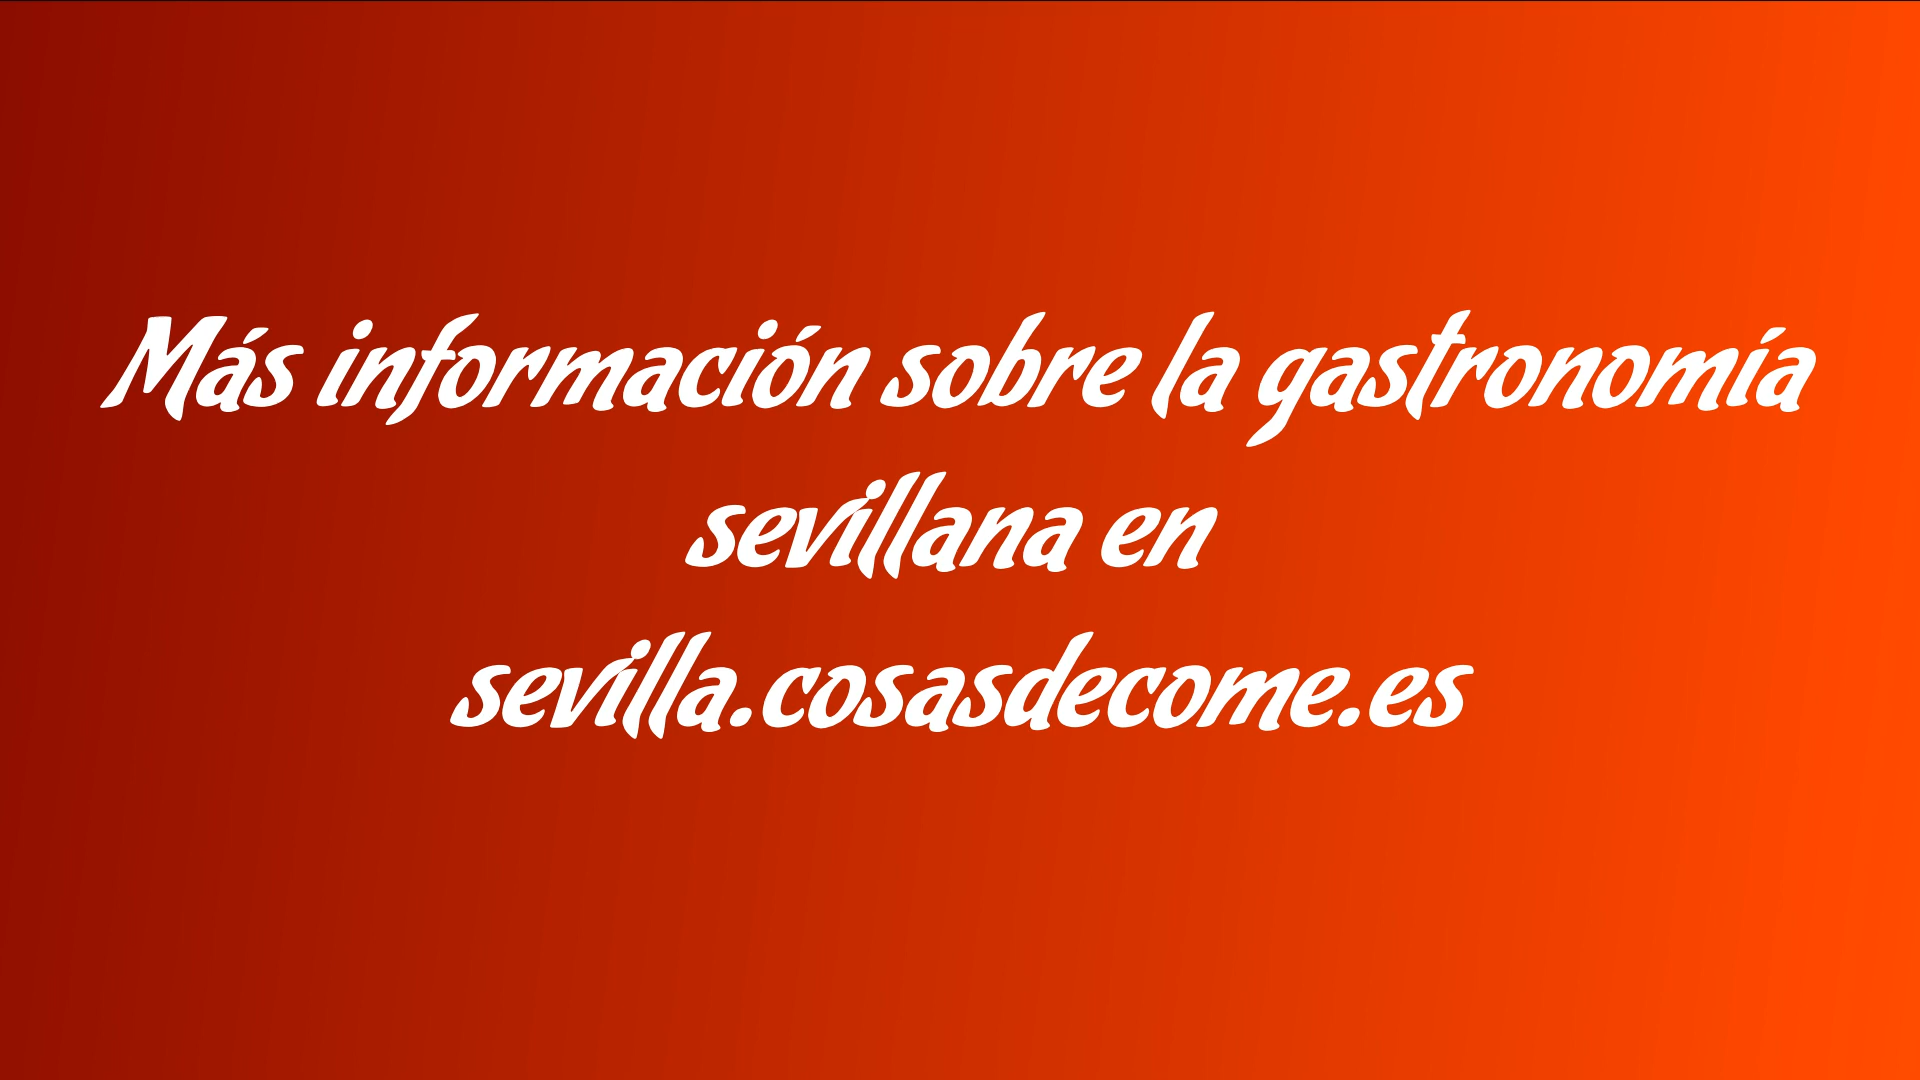 Más información sobre la gastronomía
sevillana en
sevilla.cosasdecome.es